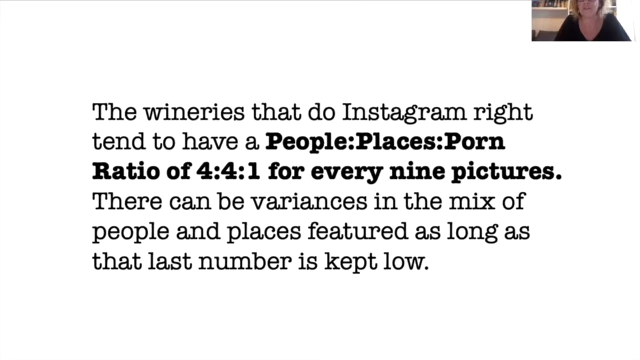 The wineries that do Instagram right
tend to have a People:Places:Porn
Ratio of 4:4:1 for every nine pictures.
There can be variances in the mix of
people and places featured as long as
that last number is kept low.